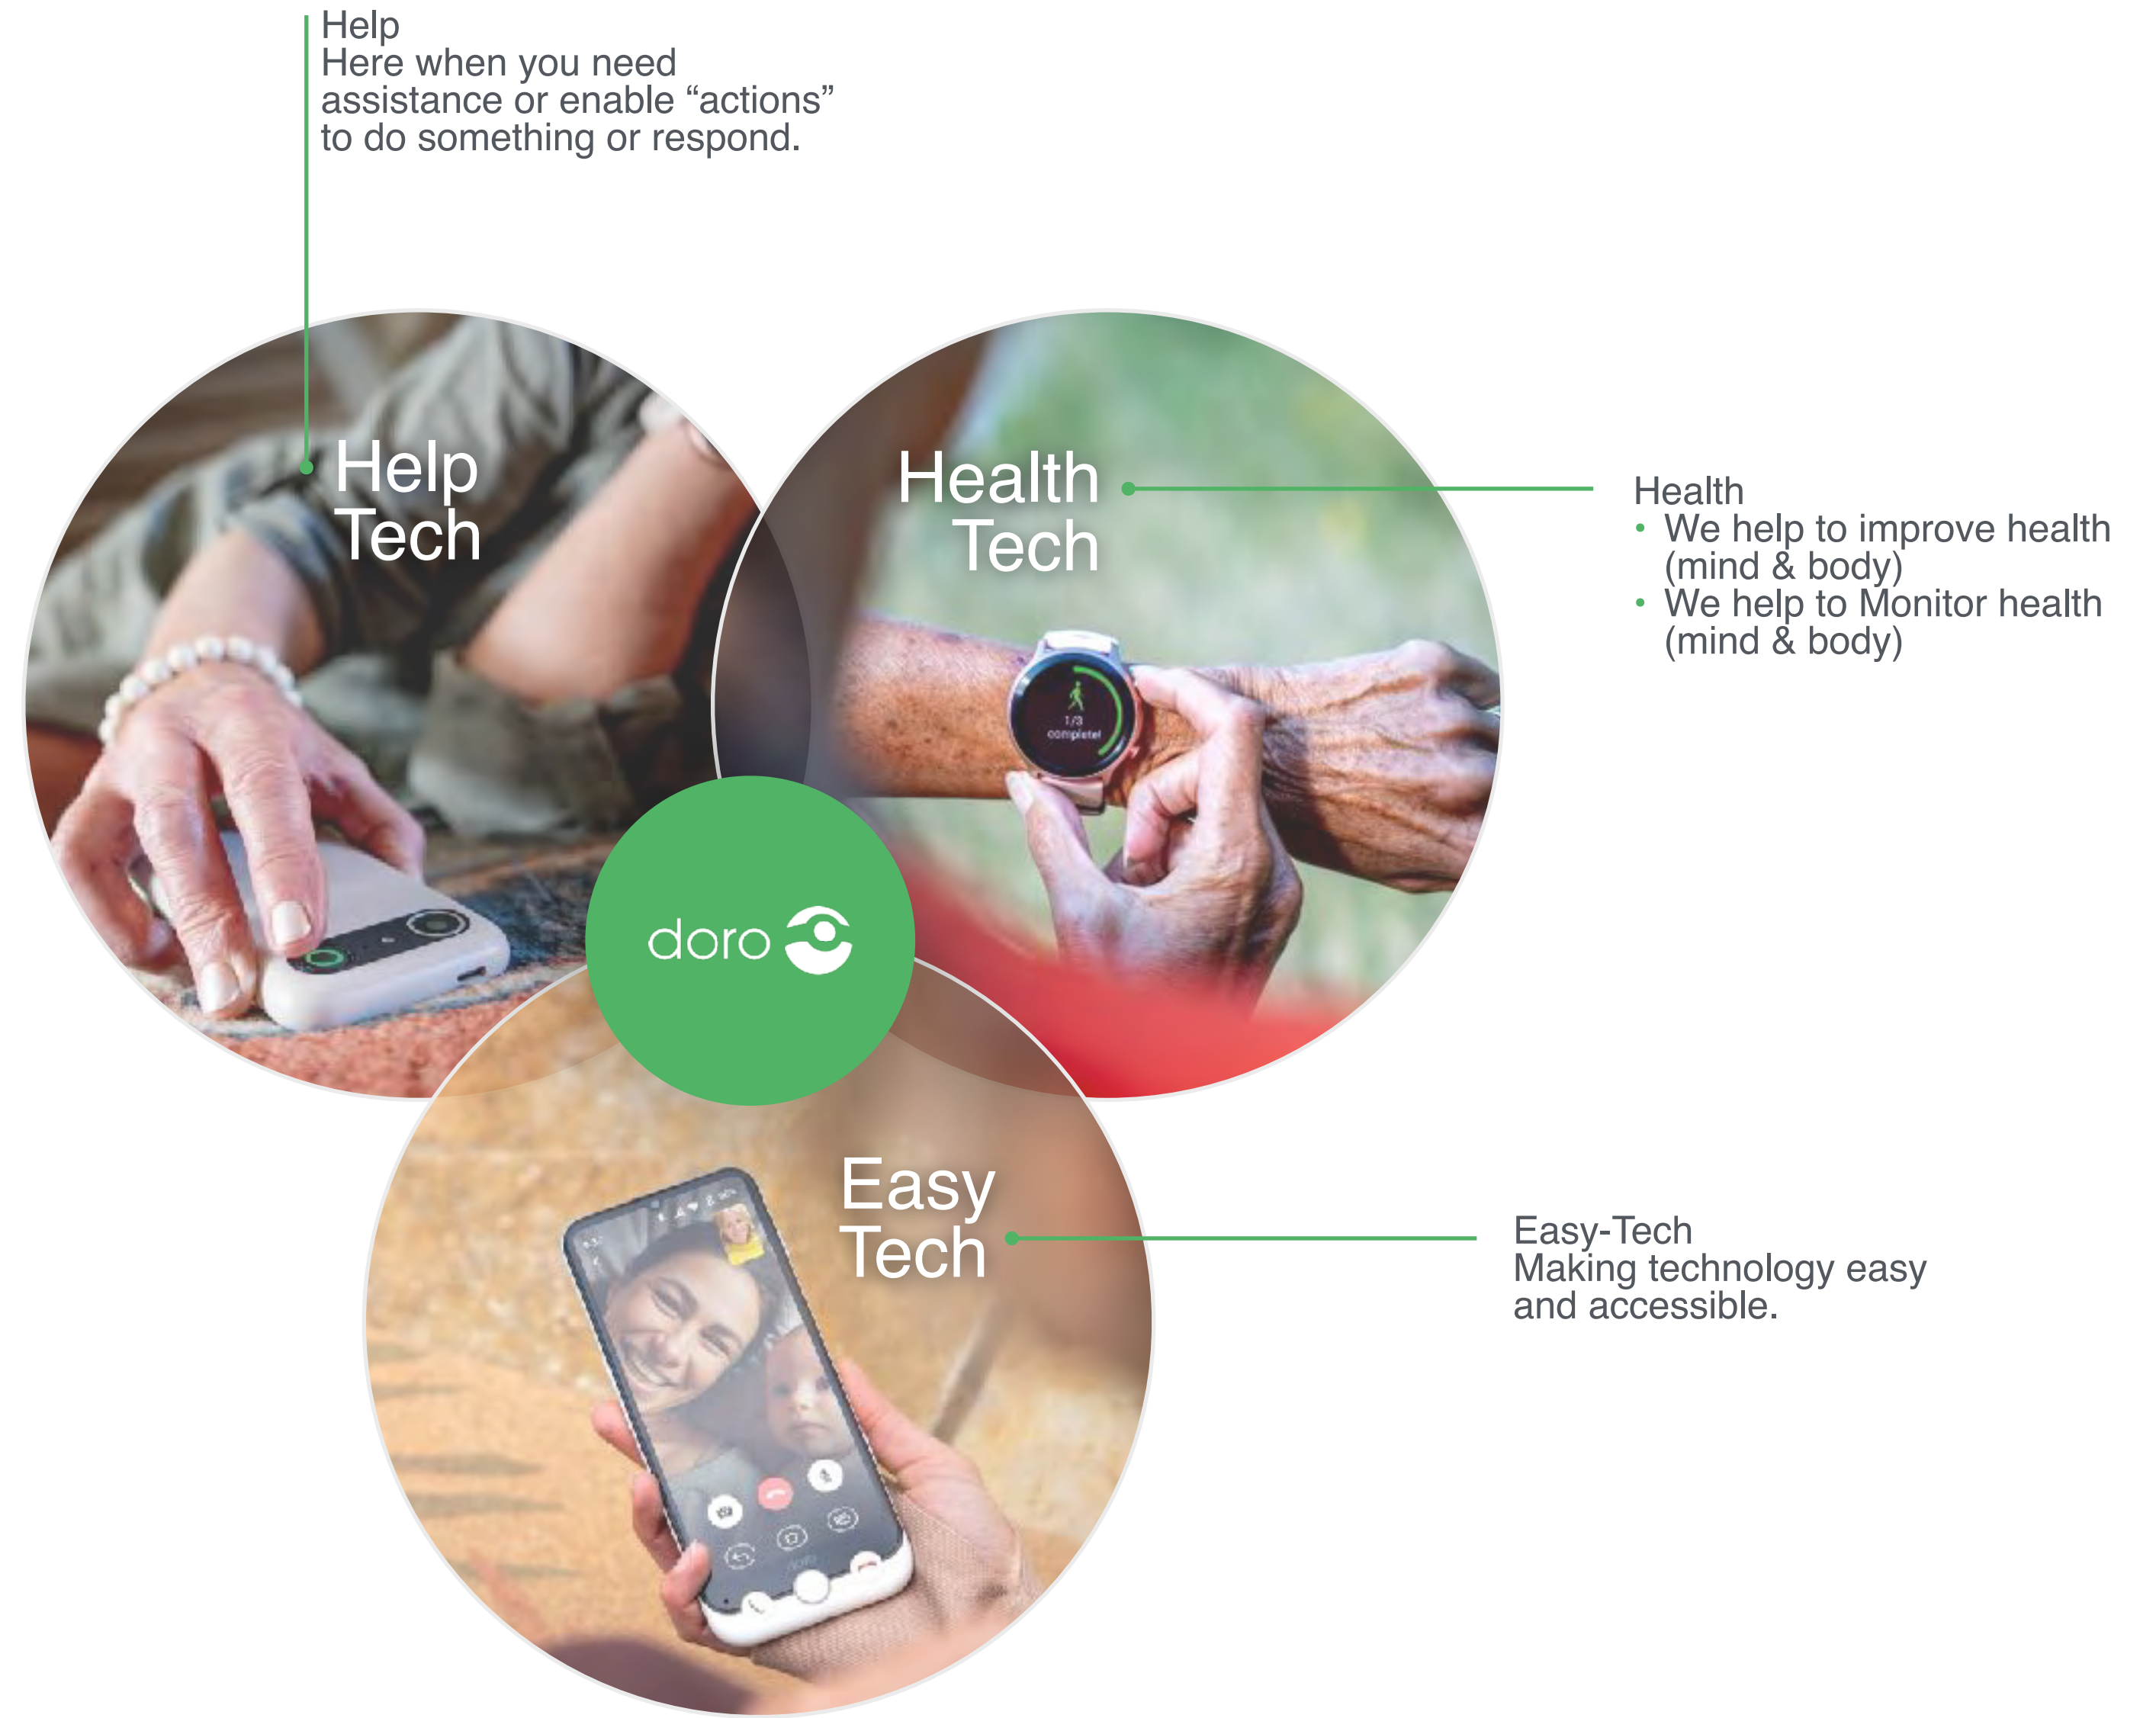 Help
Here when you need
assistance or enable “actions”
to do something or respond.
Help
Tech
Health
Tech
Health
• We help to improve health
(mind & body)
• We help to Monitor health
(mind & body)
1/3
complete!
doro
Easy
Tech
Easy-Tech
Making technology easy
and accessible.
doro